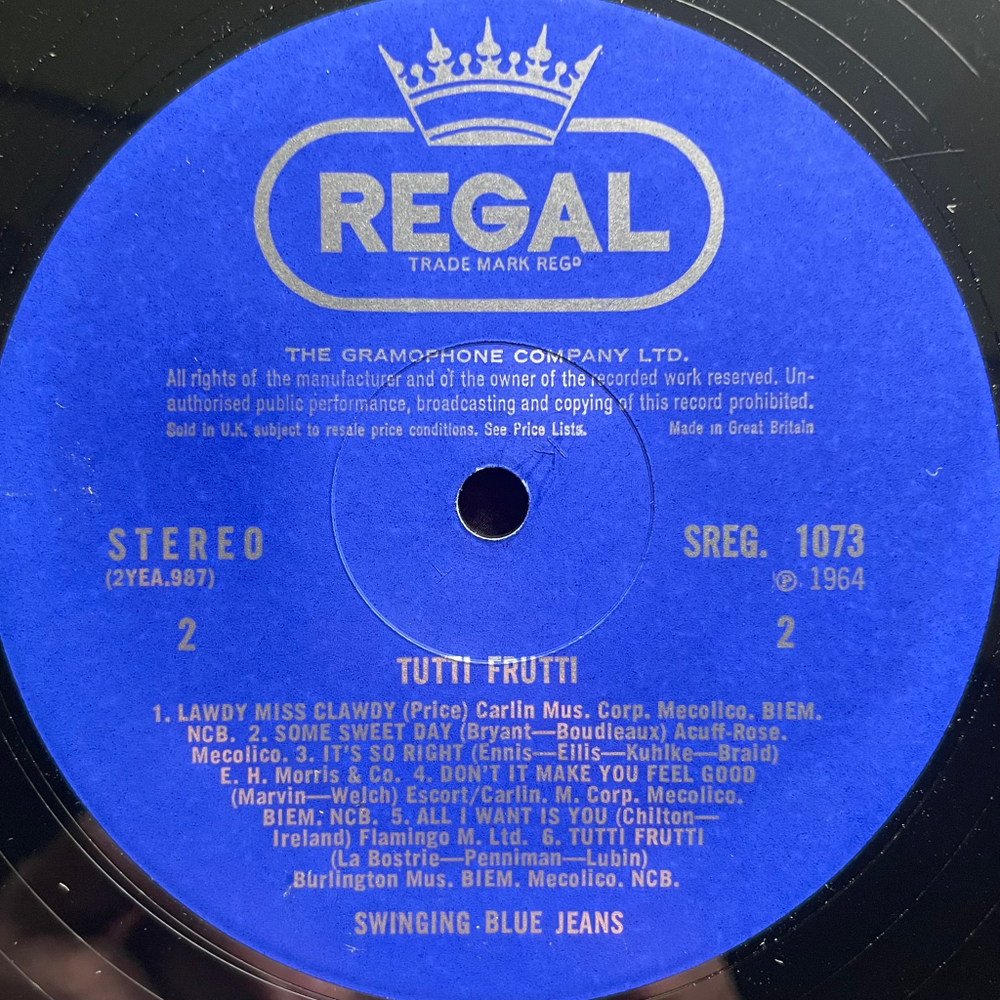 REGAL
TRADE MARK REGD
THE GRAMOPHONE COMPANY LTD.
All rights of the manufacturer and of the owner of the recorded work reserved. Un-
authorised public performance, broadcasting and copying of this record prohibited.
Sold in U.K. subject to resale price conditions. See Price Lists. Made in Great Britain
STEREO SREG. 1073
(2YEA.987) ℗ 1964
2 2
TUTTI FRUTTI
1. LAWDY MISS CLAWDY (Price) Carlin Mus. Corp. Mecolico. BIEM.
NCB. 2. SOME SWEET DAY (Bryant—Boudleaux) Acuff-Rose.
Mecolico. 3. IT'S SO RIGHT (Ennis—Ellis—Kuhlke—Braid)
E. H. Morris & Co. 4. DON'T IT MAKE YOU FEEL GOOD
(Marvin—Welch) Escort/Carlin. M. Corp. Mecolico.
BIEM. NCB. 5. ALL I WANT IS YOU (Chilton—
Ireland) Flamingo M. Ltd. 6. TUTTI FRUTTI
(La Bostrie—Penniman—Lubin)
Burlington Mus. BIEM. Mecolico. NCB.
SWINGING BLUE JEANS